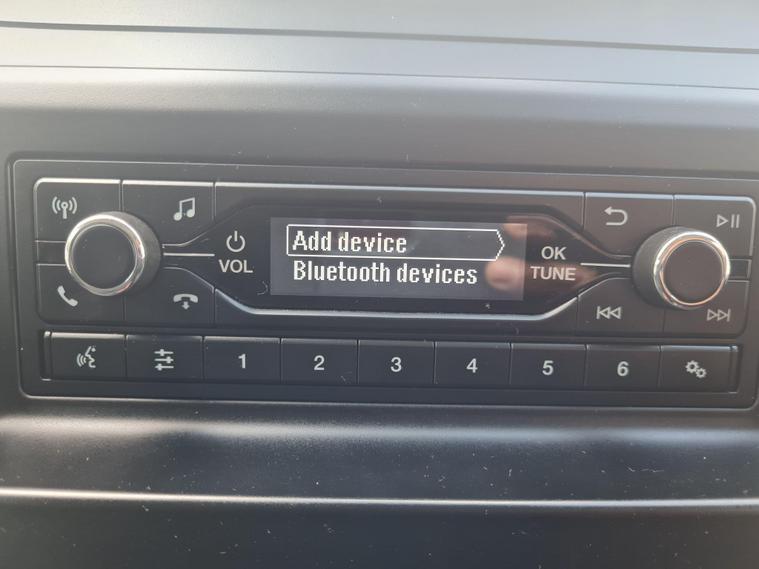 Add device
Bluetooth devices
VOL
OK
TUNE
1 2 3 4 5 6